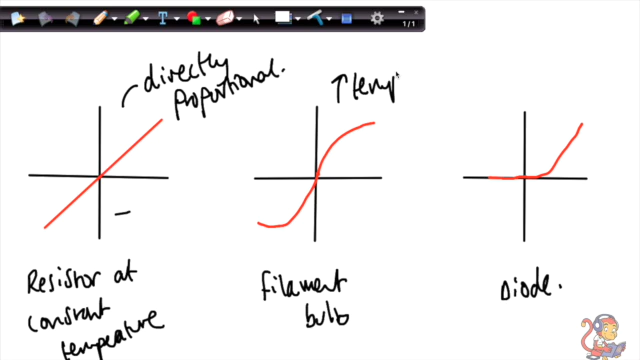 1/1
directly
proportional.
↑temp
Resistor at
constant
temperature
filament
bulb
Diode.